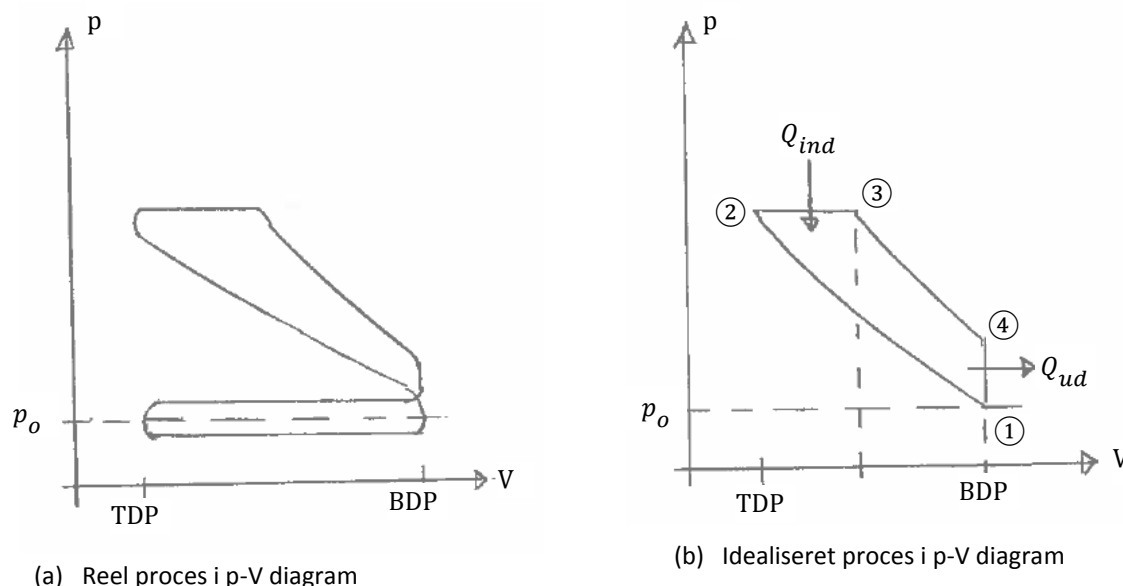 p
p_o
TDP
BDP
V
(a) Reel proces i p-V diagram
p
Q_ind
②
③
④
Q_ud
p_o
①
TDP
BDP
V
(b) Idealiseret proces i p-V diagram